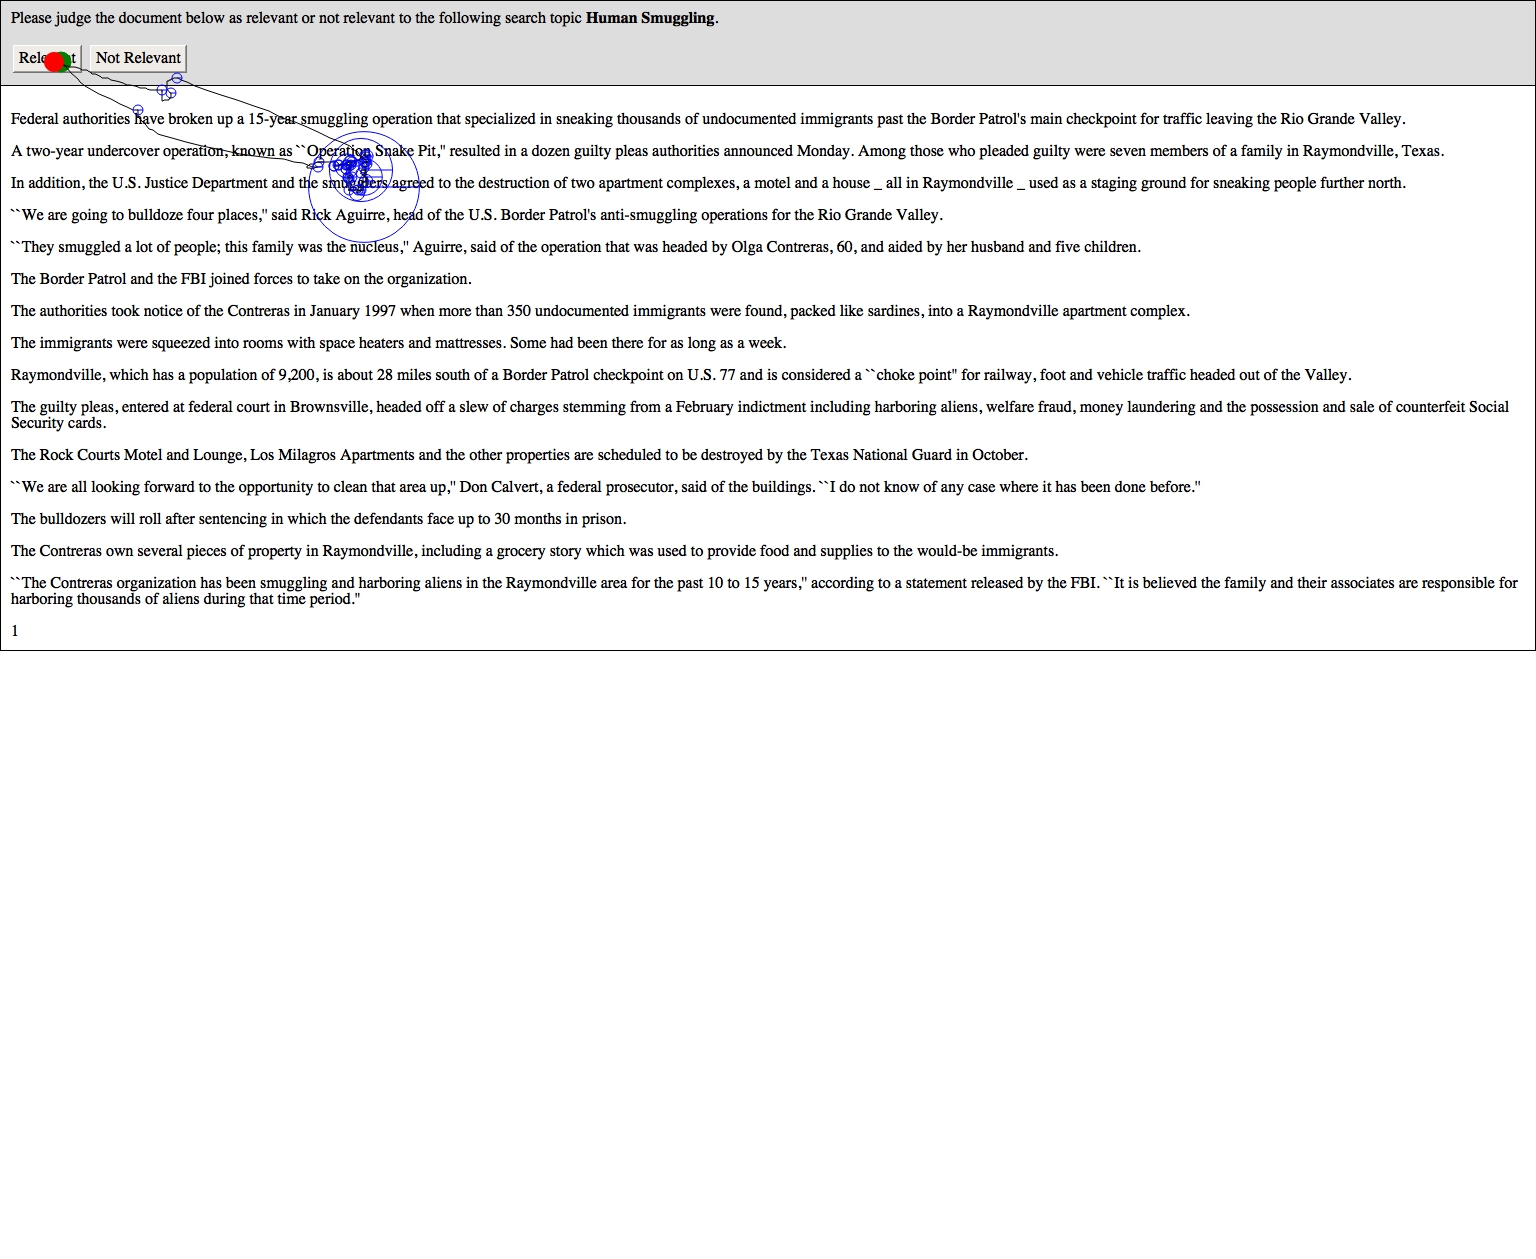 Please judge the document below as relevant or not relevant to the following search topic Human Smuggling.
Relevant Not Relevant
Federal authorities have broken up a 15-year smuggling operation that specialized in sneaking thousands of undocumented immigrants past the Border Patrol's main checkpoint for traffic leaving the Rio Grande Valley.
A two-year undercover operation, known as ``Operation Snake Pit,'' resulted in a dozen guilty pleas authorities announced Monday. Among those who pleaded guilty were seven members of a family in Raymondville, Texas.
In addition, the U.S. Justice Department and the smugglers agreed to the destruction of two apartment complexes, a motel and a house _ all in Raymondville _ used as a staging ground for sneaking people further north.
``We are going to bulldoze four places,'' said Rick Aguirre, head of the U.S. Border Patrol's anti-smuggling operations for the Rio Grande Valley.
``They smuggled a lot of people; this family was the nucleus,'' Aguirre, said of the operation that was headed by Olga Contreras, 60, and aided by her husband and five children.
The Border Patrol and the FBI joined forces to take on the organization.
The authorities took notice of the Contreras in January 1997 when more than 350 undocumented immigrants were found, packed like sardines, into a Raymondville apartment complex.
The immigrants were squeezed into rooms with space heaters and mattresses. Some had been there for as long as a week.
Raymondville, which has a population of 9,200, is about 28 miles south of a Border Patrol checkpoint on U.S. 77 and is considered a ``choke point'' for railway, foot and vehicle traffic headed out of the Valley.
The guilty pleas, entered at federal court in Brownsville, headed off a slew of charges stemming from a February indictment including harboring aliens, welfare fraud, money laundering and the possession and sale of counterfeit Social
Security cards.
The Rock Courts Motel and Lounge, Los Milagros Apartments and the other properties are scheduled to be destroyed by the Texas National Guard in October.
``We are all looking forward to the opportunity to clean that area up,'' Don Calvert, a federal prosecutor, said of the buildings. ``I do not know of any case where it has been done before.''
The bulldozers will roll after sentencing in which the defendants face up to 30 months in prison.
The Contreras own several pieces of property in Raymondville, including a grocery story which was used to provide food and supplies to the would-be immigrants.
``The Contreras organization has been smuggling and harboring aliens in the Raymondville area for the past 10 to 15 years,'' according to a statement released by the FBI. ``It is believed the family and their associates are responsible for
harboring thousands of aliens during that time period.''
1